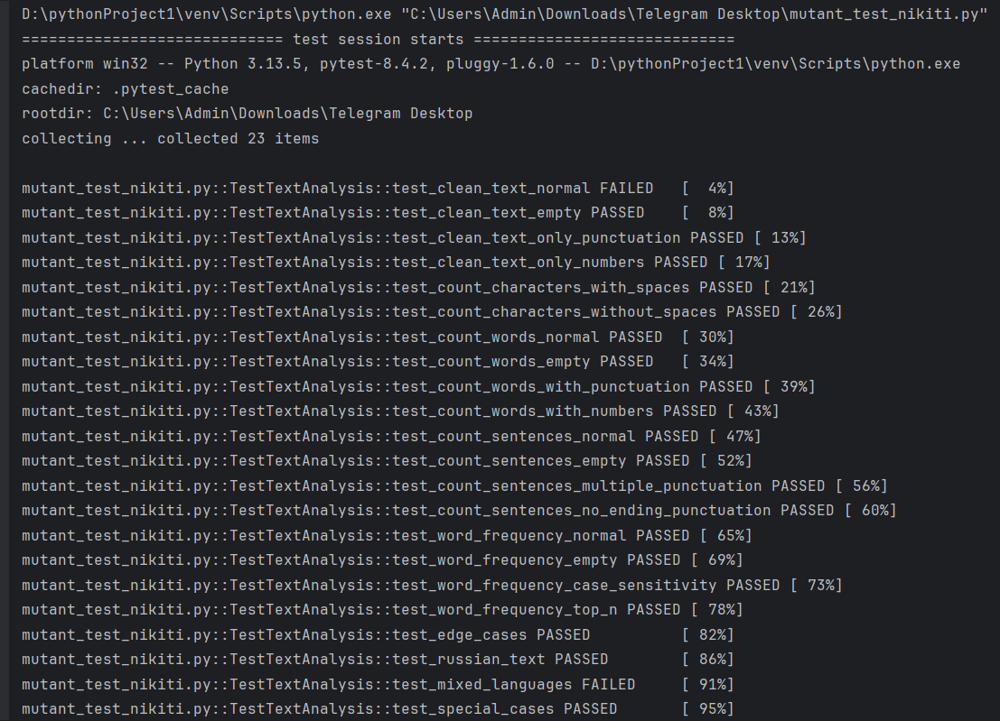 D:\pythonProject1\venv\Scripts\python.exe "C:\Users\Admin\Downloads\Telegram Desktop\mutant_test_nikiti.py"
============================= test session starts =============================
platform win32 -- Python 3.13.5, pytest-8.4.2, pluggy-1.6.0 -- D:\pythonProject1\venv\Scripts\python.exe
cachedir: .pytest_cache
rootdir: C:\Users\Admin\Downloads\Telegram Desktop
collecting ... collected 23 items

mutant_test_nikiti.py::TestTextAnalysis::test_clean_text_normal FAILED   [  4%]
mutant_test_nikiti.py::TestTextAnalysis::test_clean_text_empty PASSED    [  8%]
mutant_test_nikiti.py::TestTextAnalysis::test_clean_text_only_punctuation PASSED [ 13%]
mutant_test_nikiti.py::TestTextAnalysis::test_clean_text_only_numbers PASSED [ 17%]
mutant_test_nikiti.py::TestTextAnalysis::test_count_characters_with_spaces PASSED [ 21%]
mutant_test_nikiti.py::TestTextAnalysis::test_count_characters_without_spaces PASSED [ 26%]
mutant_test_nikiti.py::TestTextAnalysis::test_count_words_normal PASSED  [ 30%]
mutant_test_nikiti.py::TestTextAnalysis::test_count_words_empty PASSED   [ 34%]
mutant_test_nikiti.py::TestTextAnalysis::test_count_words_with_punctuation PASSED [ 39%]
mutant_test_nikiti.py::TestTextAnalysis::test_count_words_with_numbers PASSED [ 43%]
mutant_test_nikiti.py::TestTextAnalysis::test_count_sentences_normal PASSED [ 47%]
mutant_test_nikiti.py::TestTextAnalysis::test_count_sentences_empty PASSED [ 52%]
mutant_test_nikiti.py::TestTextAnalysis::test_count_sentences_multiple_punctuation PASSED [ 56%]
mutant_test_nikiti.py::TestTextAnalysis::test_count_sentences_no_ending_punctuation PASSED [ 60%]
mutant_test_nikiti.py::TestTextAnalysis::test_word_frequency_normal PASSED [ 65%]
mutant_test_nikiti.py::TestTextAnalysis::test_word_frequency_empty PASSED [ 69%]
mutant_test_nikiti.py::TestTextAnalysis::test_word_frequency_case_sensitivity PASSED [ 73%]
mutant_test_nikiti.py::TestTextAnalysis::test_word_frequency_top_n PASSED [ 78%]
mutant_test_nikiti.py::TestTextAnalysis::test_edge_cases PASSED          [ 82%]
mutant_test_nikiti.py::TestTextAnalysis::test_russian_text PASSED        [ 86%]
mutant_test_nikiti.py::TestTextAnalysis::test_mixed_languages FAILED     [ 91%]
mutant_test_nikiti.py::TestTextAnalysis::test_special_cases PASSED       [ 95%]